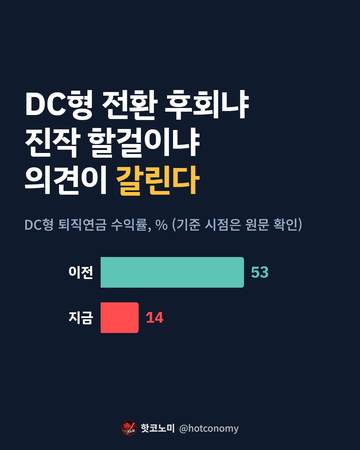 DC형 전환 후회냐
진작 할걸이냐
의견이 갈린다
DC형 퇴직연금 수익률, % (기준 시점은 원문 확인)
이전 53
지금 14
핫코노미 @hotconomy